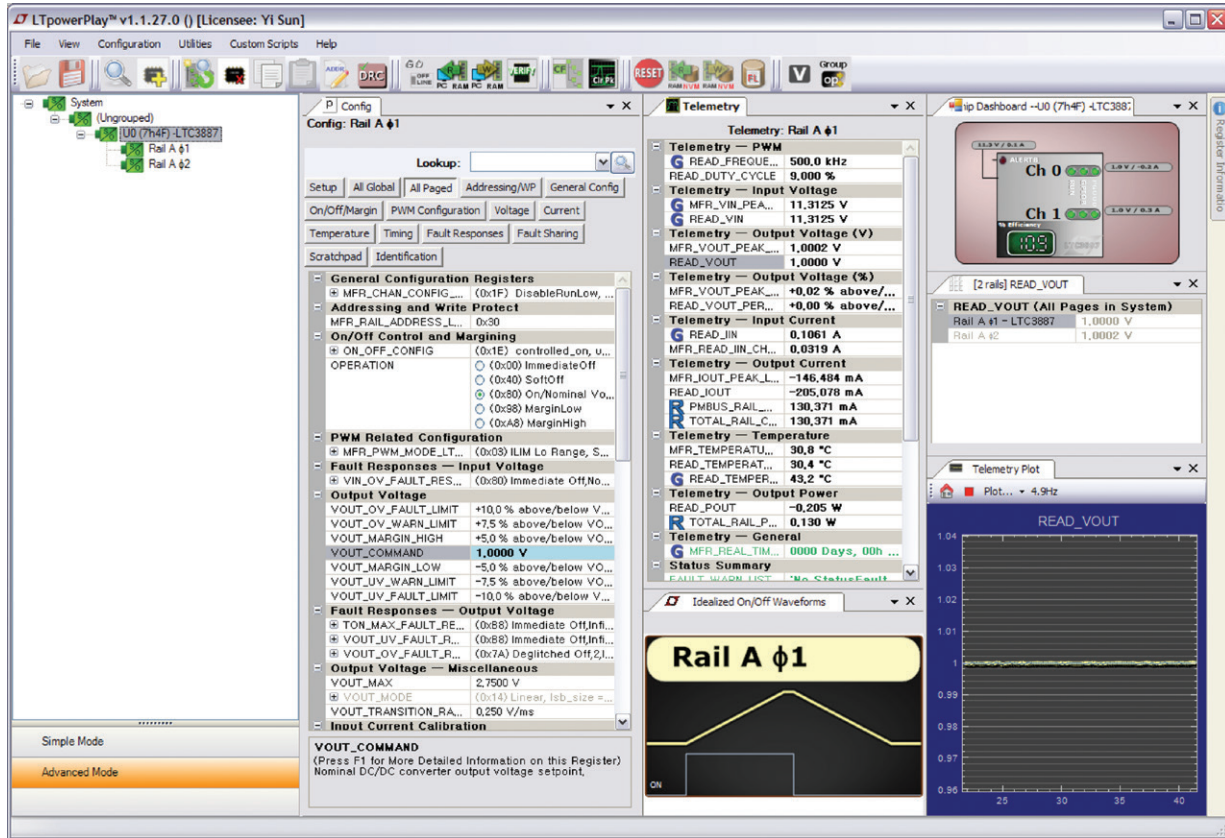 LTpowerPlay™ v1.1.27.0 () [Licensee: Yi Sun]
File View Configuration Utilities Custom Scripts Help
System
(Ungrouped)
U0 (7h4F) -LTC3887
Rail A ϕ1
Rail A ϕ2
Simple Mode
Advanced Mode
Config
Config: Rail A ϕ1
Lookup:
Setup All Global All Paged Addressing/WP General Config
On/Off/Margin PWM Configuration Voltage Current
Temperature Timing Fault Responses Fault Sharing
Scratchpad Identification
General Configuration Registers
MFR_CHAN_CONFIG_... (0x1F) DisableRunLow, ...
Addressing and Write Protect
MFR_RAIL_ADDRESS_L... 0x30
On/Off Control and Margining
ON_OFF_CONFIG (0x1E) controlled_on, u...
OPERATION (0x00) ImmediateOff
(0x40) SoftOff
(0x80) On/Nominal Vo...
(0x98) MarginLow
(0xA8) MarginHigh
PWM Related Configuration
MFR_PWM_MODE_LT... (0x03) ILIM Lo Range, S...
Fault Responses — Input Voltage
VIN_OV_FAULT_RES... (0x80) Immediate Off,No...
Output Voltage
VOUT_OV_FAULT_LIMIT +10,0 % above/below V...
VOUT_OV_WARN_LIMIT +7,5 % above/below VO...
VOUT_MARGIN_HIGH +5,0 % above/below VO...
VOUT_COMMAND 1,0000 V
VOUT_MARGIN_LOW -5,0 % above/below VO...
VOUT_UV_WARN_LIMIT -7,5 % above/below VO...
VOUT_UV_FAULT_LIMIT -10,0 % above/below V...
Fault Responses — Output Voltage
TON_MAX_FAULT_RE... (0xB8) Immediate Off,Infi...
VOUT_UV_FAULT_R... (0xB8) Immediate Off,Infi...
VOUT_OV_FAULT_R... (0x7A) Deglitched Off,2,I...
Output Voltage — Miscellaneous
VOUT_MAX 2,7500 V
VOUT_MODE (0x14) Linear, lsb_size =...
VOUT_TRANSITION_RA... 0,250 V/ms
Input Current Calibration
VOUT_COMMAND
(Press F1 for More Detailed Information on this Register)
Nominal DC/DC converter output voltage setpoint,
Telemetry
Telemetry: Rail A ϕ1
Telemetry — PWM
READ_FREQUE... 500,0 kHz
READ_DUTY_CYCLE 9,000 %
Telemetry — Input Voltage
MFR_VIN_PEA... 11,3125 V
READ_VIN 11,3125 V
Telemetry — Output Voltage (V)
MFR_VOUT_PEAK_... 1,0002 V
READ_VOUT 1,0000 V
Telemetry — Output Voltage (%)
MFR_VOUT_PEAK_... +0,02 % above/...
READ_VOUT_PER... +0,00 % above/...
Telemetry — Input Current
READ_IIN 0,1061 A
MFR_READ_IIN_CH... 0,0319 A
Telemetry — Output Current
MFR_IOUT_PEAK_L... -146,484 mA
READ_IOUT -205,078 mA
PMBUS_RAIL_... 130,371 mA
TOTAL_RAIL_C... 130,371 mA
Telemetry — Temperature
MFR_TEMPERATU... 30,8 °C
READ_TEMPERAT... 30,4 °C
READ_TEMPER... 43,2 °C
Telemetry — Output Power
READ_POUT -0,205 W
TOTAL_RAIL_P... 0,130 W
Telemetry — General
MFR_REAL_TIM... 0000 Days, 00h ...
Status Summary
Idealized On/Off Waveforms
Rail A ϕ1
ON
ip Dashboard --U0 (7h4F) -LTC388
11.3 V / 0.1 A
ALERTB
Ch 0
1.0 V / -0.2 A
Ch 1
1.0 V / 0.3 A
% Efficiency
109
LTC3887
[2 rails] READ_VOUT
READ_VOUT (All Pages in System)
Rail A ϕ1 - LTC3887 1,0000 V
Rail A ϕ2 1,0002 V
Telemetry Plot
Plot... 4.9Hz
READ_VOUT
1.04
1.03
1.02
1.01
1
0.99
0.98
0.97
0.96
25 30 35 40
Register Informatio